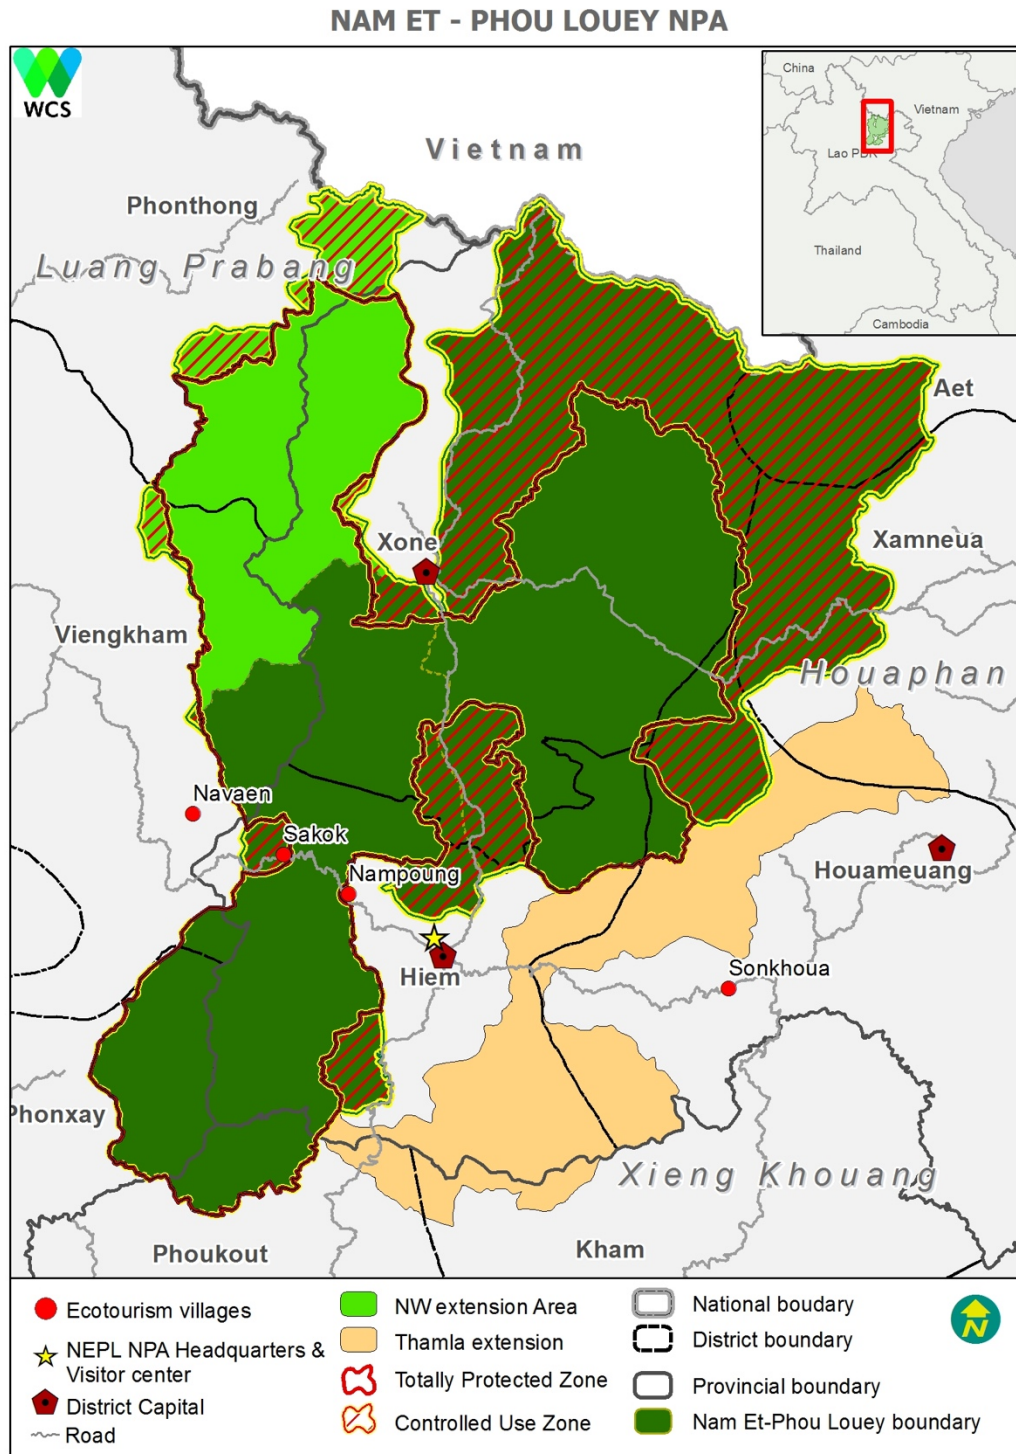 NAM ET - PHOU LOUEY NPA
WCS
China
Vietnam
Lao PDR
Thailand
Cambodia
Vietnam
Phonthong
Luang Prabang
Aet
Xone
Xamneua
Viengkham
Houaphan
Navaen
Sakok
Nampoung
Houameuang
Hiem
Sonkhoua
Phonxay
Xieng Khouang
Phoukout
Kham
Ecotourism villages
NEPL NPA Headquarters &
Visitor center
District Capital
Road
NW extension Area
Thamla extension
Totally Protected Zone
Controlled Use Zone
National boudary
District boundary
Provincial boundary
Nam Et-Phou Louey boundary
N